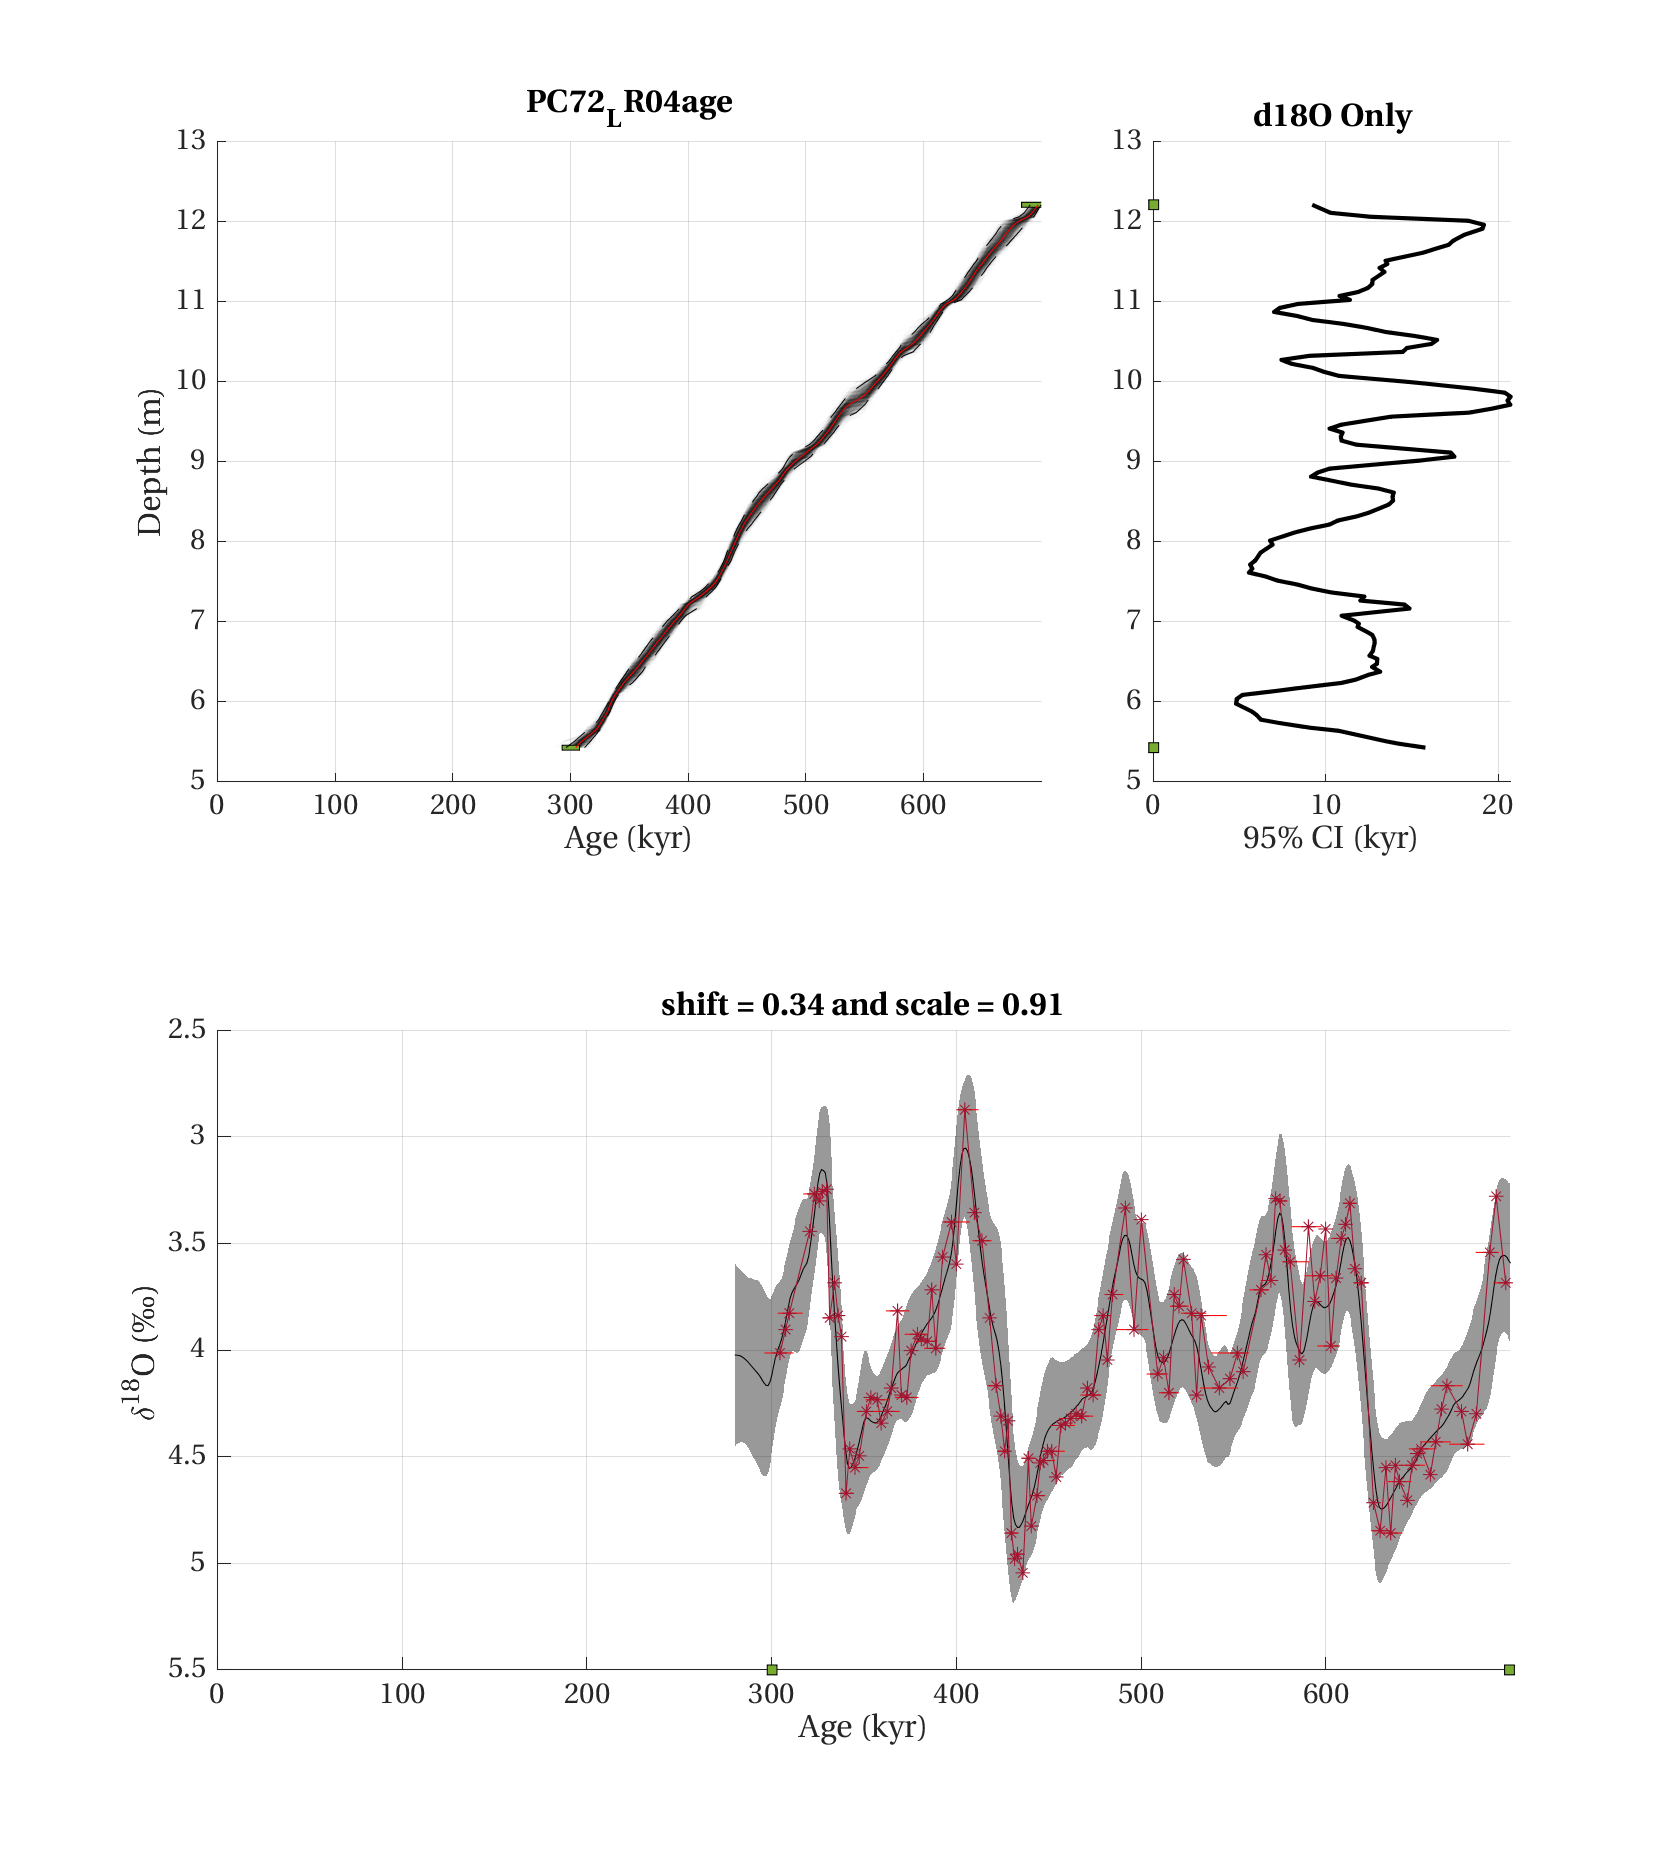 PC72LR04age
13
12
11
10
9
8
7
6
5
Depth (m)
0 100 200 300 400 500 600
Age (kyr)
d18O Only
13
12
11
10
9
8
7
6
5
0 10 20
95% CI (kyr)
shift = 0.34 and scale = 0.91
2.5
3
3.5
4
4.5
5
5.5
δ18O (‰)
0 100 200 300 400 500 600
Age (kyr)